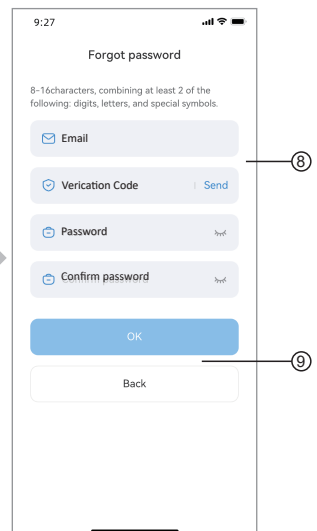 9:27
Forgot password
8-16characters, combining at least 2 of the
following: digits, letters, and special symbols.
Email
⑧
Verication Code | Send
Password
Confirm password
OK
⑨
Back